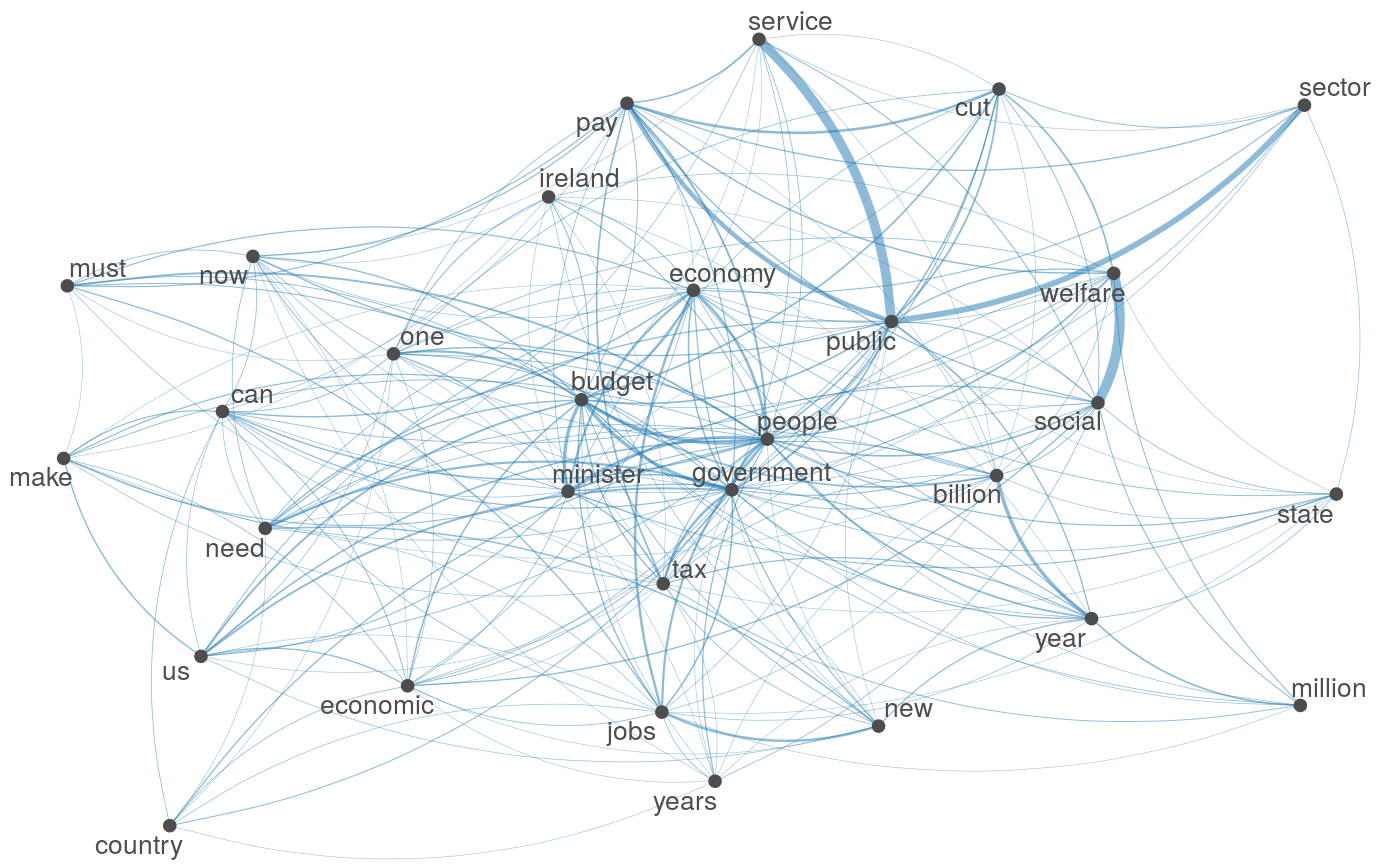 service
sector
cut
pay
ireland
must
now
economy
welfare
one
public
budget
can
people
social
make
minister
government
billion
state
need
tax
year
us
economic
jobs
new
million
years
country